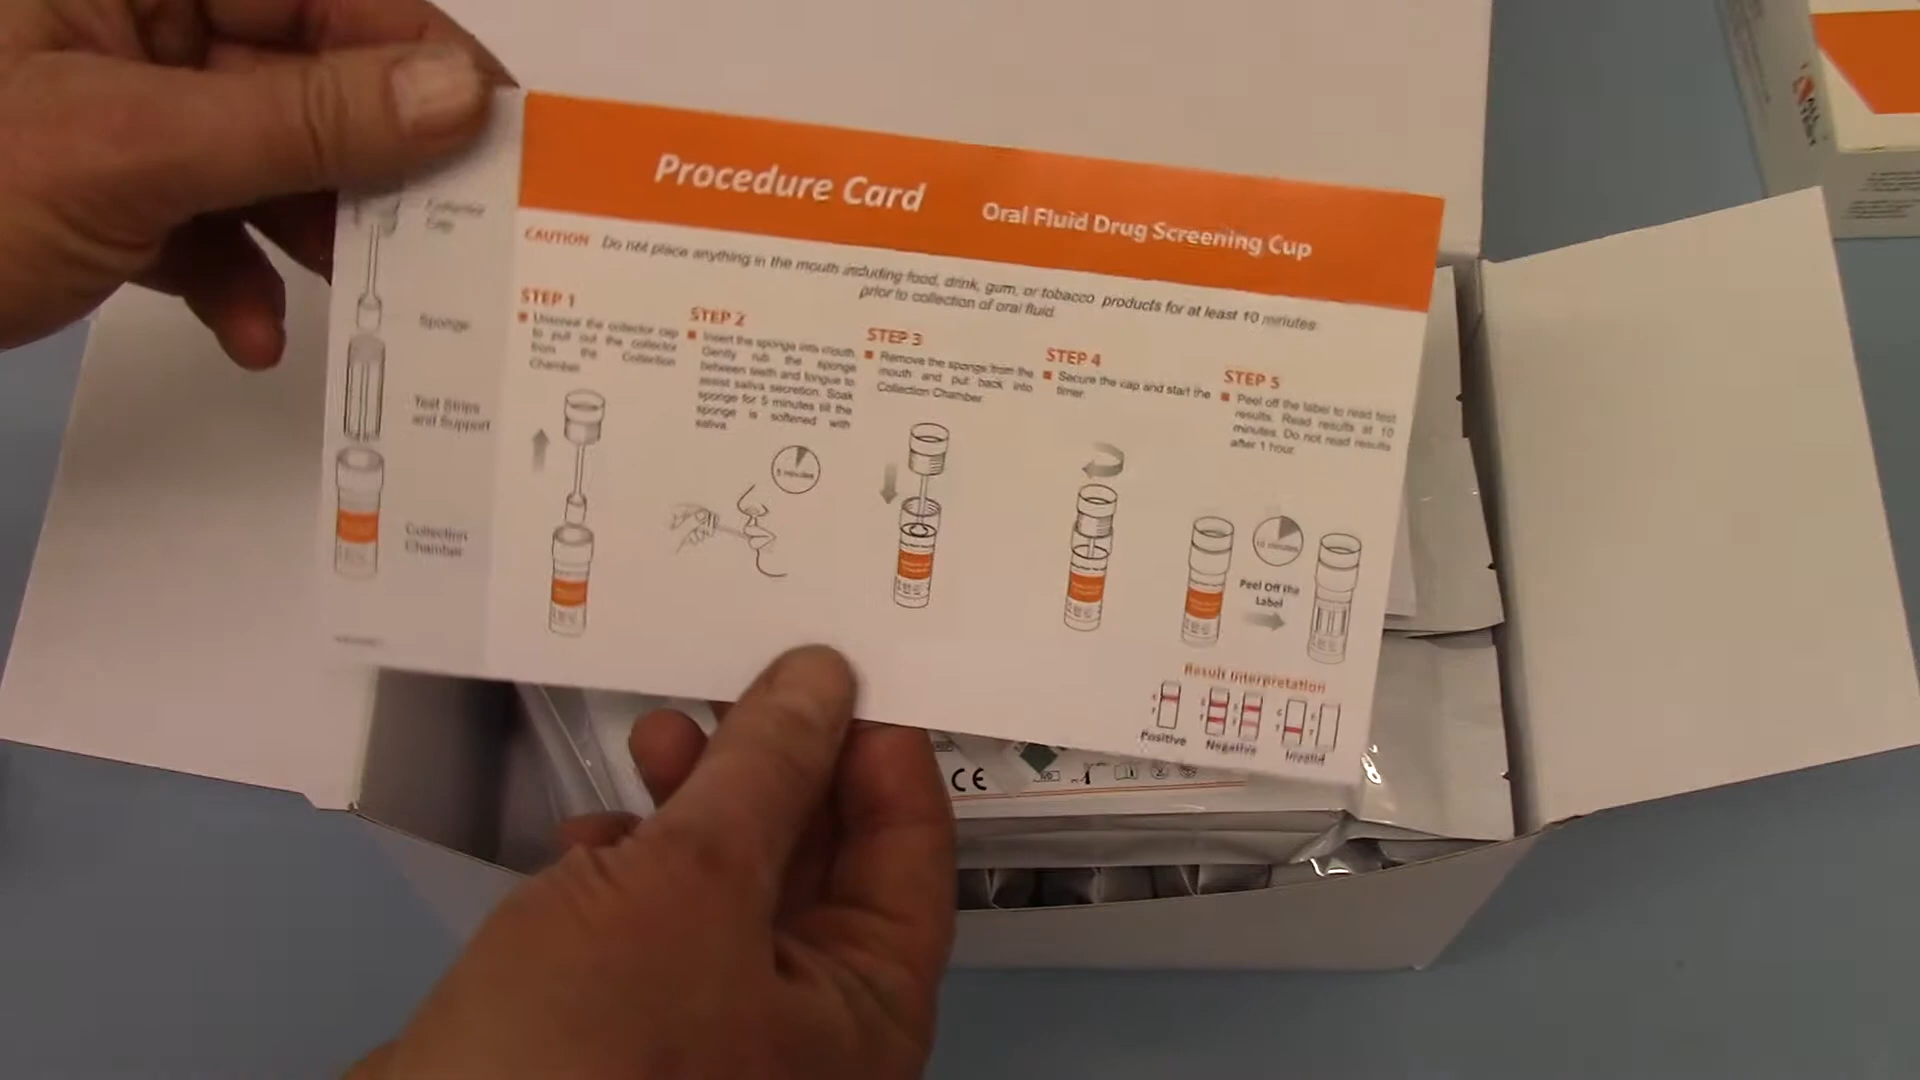 Procedure Card
Oral Fluid Drug Screening Cup
CAUTION Do not place anything in the mouth including food, drink, gum, or tobacco products for at least 10 minutes
prior to collection of oral fluid.
Collector
Cap
Sponge
Test Strips
and Support
Collection
Chamber
STEP 1
Unscrew the collector cap
to pull out the collector
from the Collection
Chamber
STEP 2
Insert the sponge into mouth.
Gently rub the sponge
between teeth and tongue to
assist saliva secretion. Soak
sponge for 5 minutes till the
sponge is softened with
saliva.
5 minutes
STEP 3
Remove the sponge from the
mouth and put back into
Collection Chamber.
STEP 4
Secure the cap and start the
timer.
STEP 5
Peel off the label to read test
results. Read results at 10
minutes. Do not read results
after 1 hour.
10 minutes
Peel Off the
Label
Result Interpretation
C
T
Positive
Negative
Invalid
CE